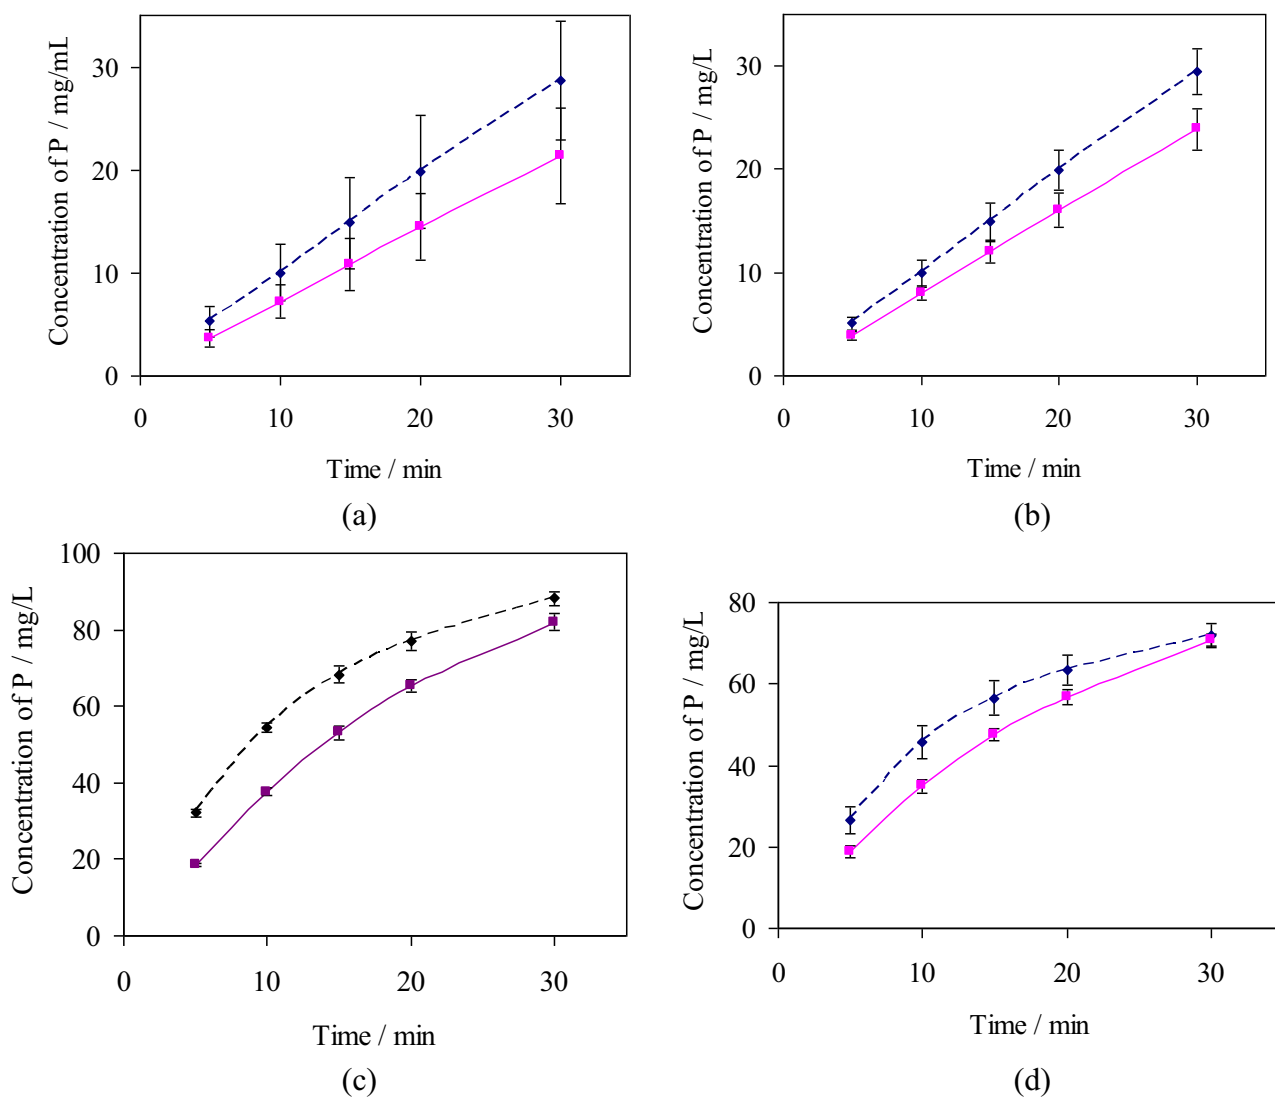 Concentration of P / mg/mL
30
20
10
0
0 10 20 30
Time / min
(a)
Concentration of P / mg/L
30
20
10
0
0 10 20 30
Time / min
(b)
Concentration of P / mg/L
100
80
60
40
20
0
0 10 20 30
Time / min
(c)
Concentration of P / mg/L
80
60
40
20
0
0 10 20 30
Time / min
(d)